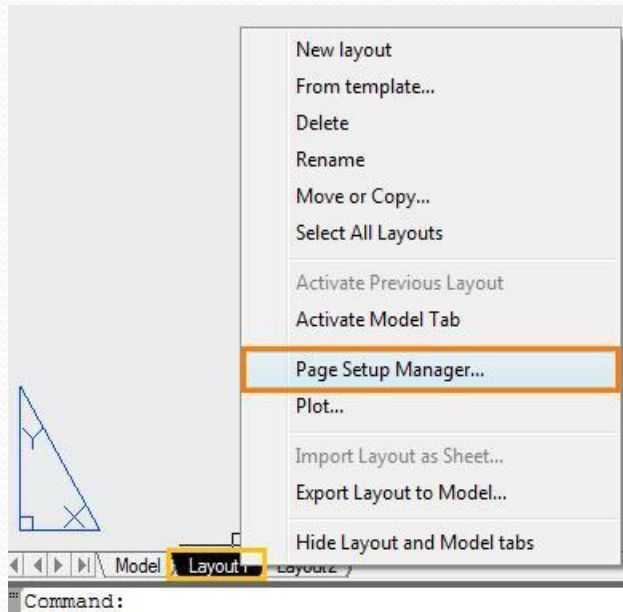 New layout
From template...
Delete
Rename
Move or Copy...
Select All Layouts
Activate Previous Layout
Activate Model Tab
Page Setup Manager...
Plot...
Import Layout as Sheet...
Export Layout to Model...
Hide Layout and Model tabs
Y
X
Model Layout1 Layout2
Command: